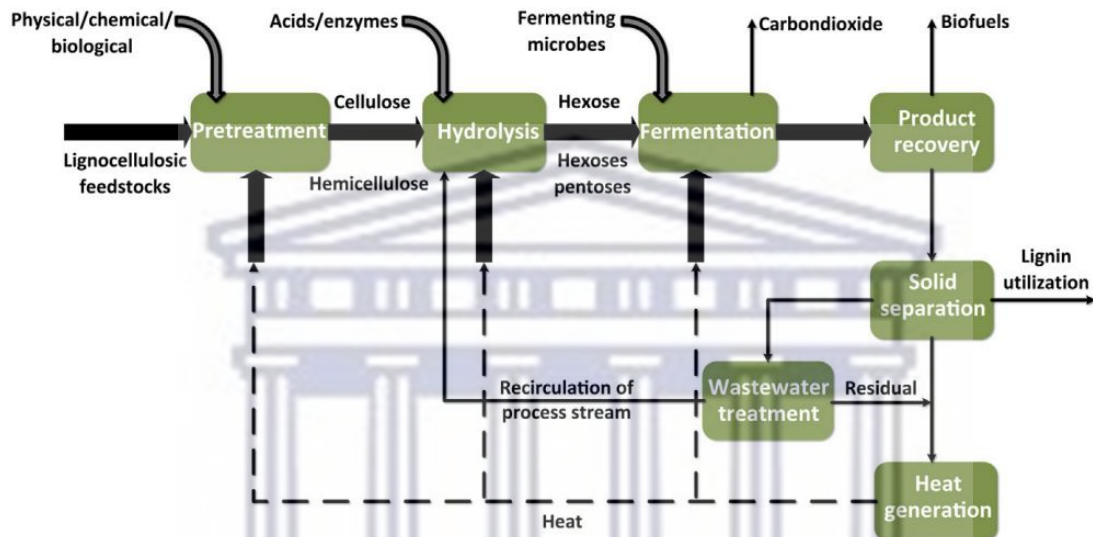 Physical/chemical/
biological
Acids/enzymes
Fermenting
microbes
Carbondioxide
Biofuels
Pretreatment
Cellulose
Hydrolysis
Hexose
Fermentation
Product
recovery
Lignocellulosic
feedstocks
Hemicellulose
Hexoses
pentoses
Solid
separation
Lignin
utilization
Recirculation of
process stream
Wastewater
treatment
Residual
Heat
Heat
generation